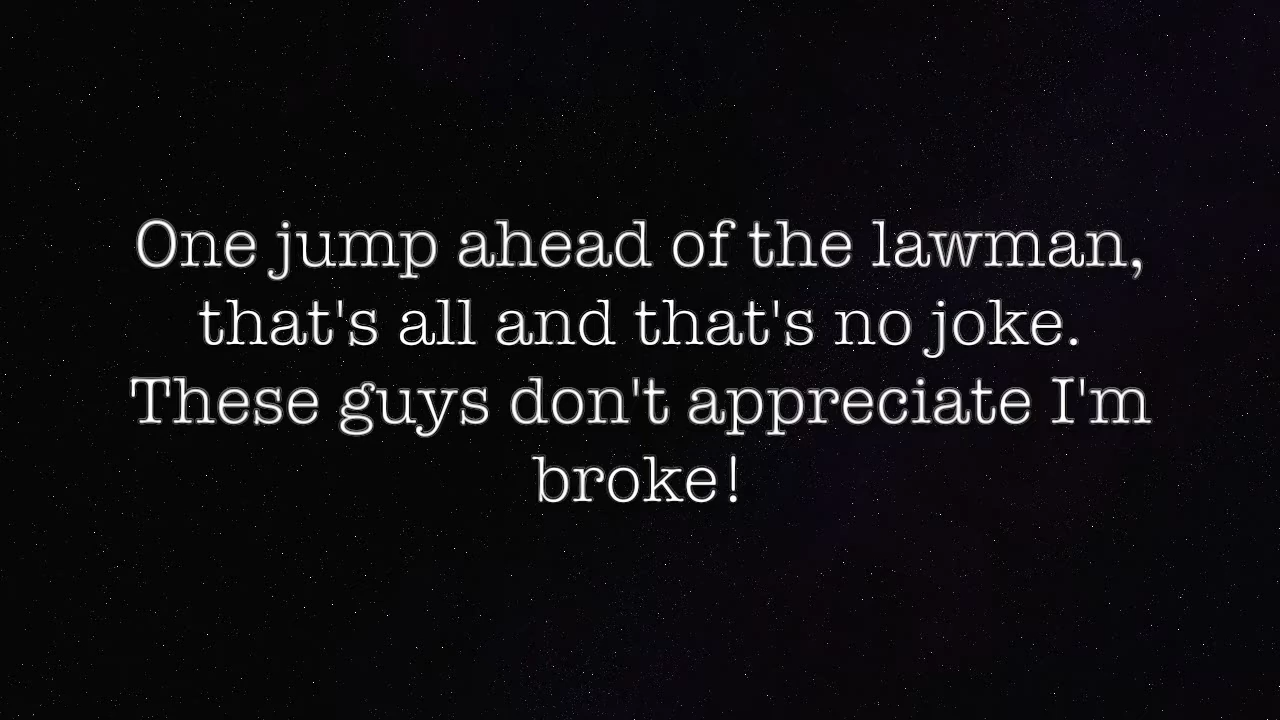 One jump ahead of the lawman,
that's all and that's no joke.
These guys don't appreciate I'm
broke!